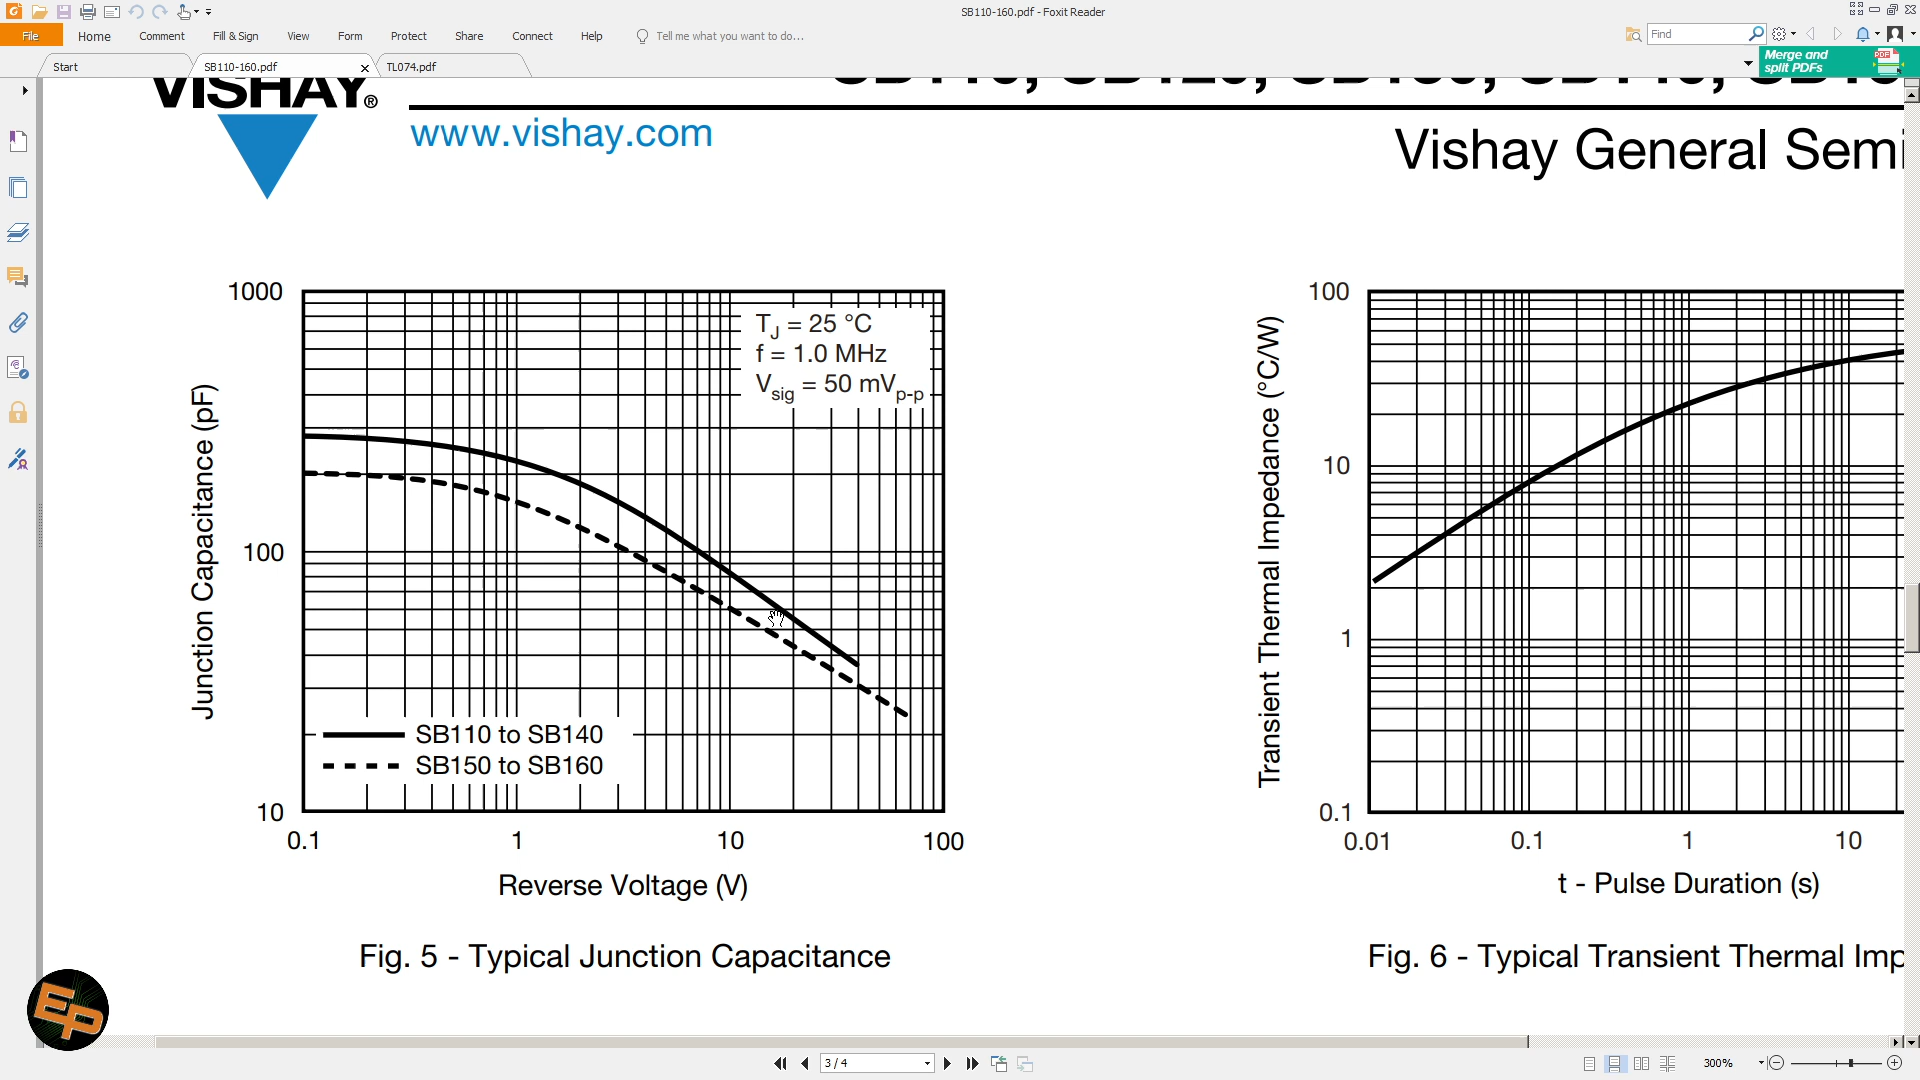 SB110-160.pdf - Foxit Reader
File Home Comment Fill & Sign View Form Protect Share Connect Help Tell me what you want to do... Find
Start SB110-160.pdf x TL074.pdf
Merge and
split PDFs
VISHAY®
www.vishay.com
Vishay General Semi
1000
100
10
0.1 1 10 100
Junction Capacitance (pF)
TJ = 25 °C
f = 1.0 MHz
Vsig = 50 mVp-p
SB110 to SB140
SB150 to SB160
Reverse Voltage (V)
Fig. 5 - Typical Junction Capacitance
100
10
1
0.1
0.01 0.1 1 10
Transient Thermal Impedance (°C/W)
t - Pulse Duration (s)
Fig. 6 - Typical Transient Thermal Imp
EP
3 / 4
300%